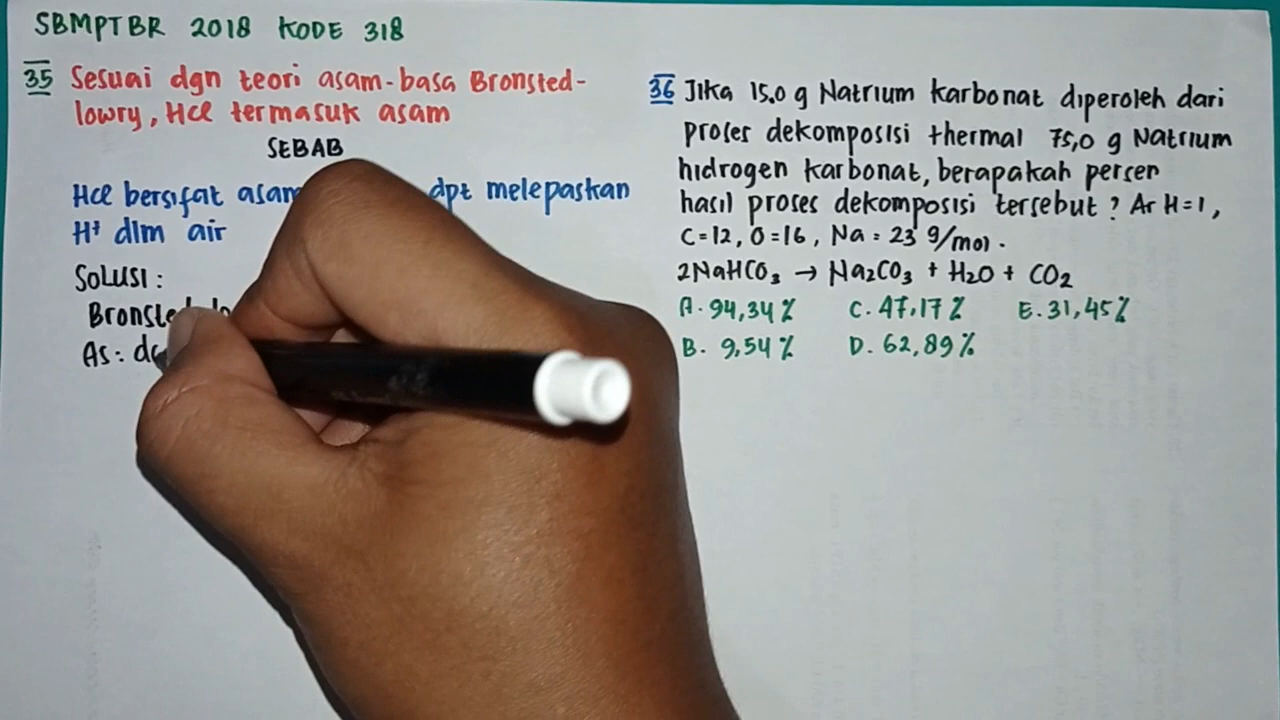 SBMPTBR 2018 KODE 318
35 Sesuai dgn teori asam-basa Bronsted-
lowry, HCl termasuk asam
SEBAB
HCl bersifat asam dpt melepaskan
H⁺ dlm air
SOLUSI :
As :
36 Jika 15,0 g Natrium karbonat diperoleh dari
proses dekomposisi thermal 75,0 g Natrium
hidrogen karbonat, berapakah persen
hasil proses dekomposisi tersebut ? Ar H = 1,
C = 12, O = 16, Na = 23 g/mol.
2NaHCO₃ → Na₂CO₃ + H₂O + CO₂
A. 94,34 % C. 47,17 % E. 31,45 %
B. 9,54 % D. 62,89 %